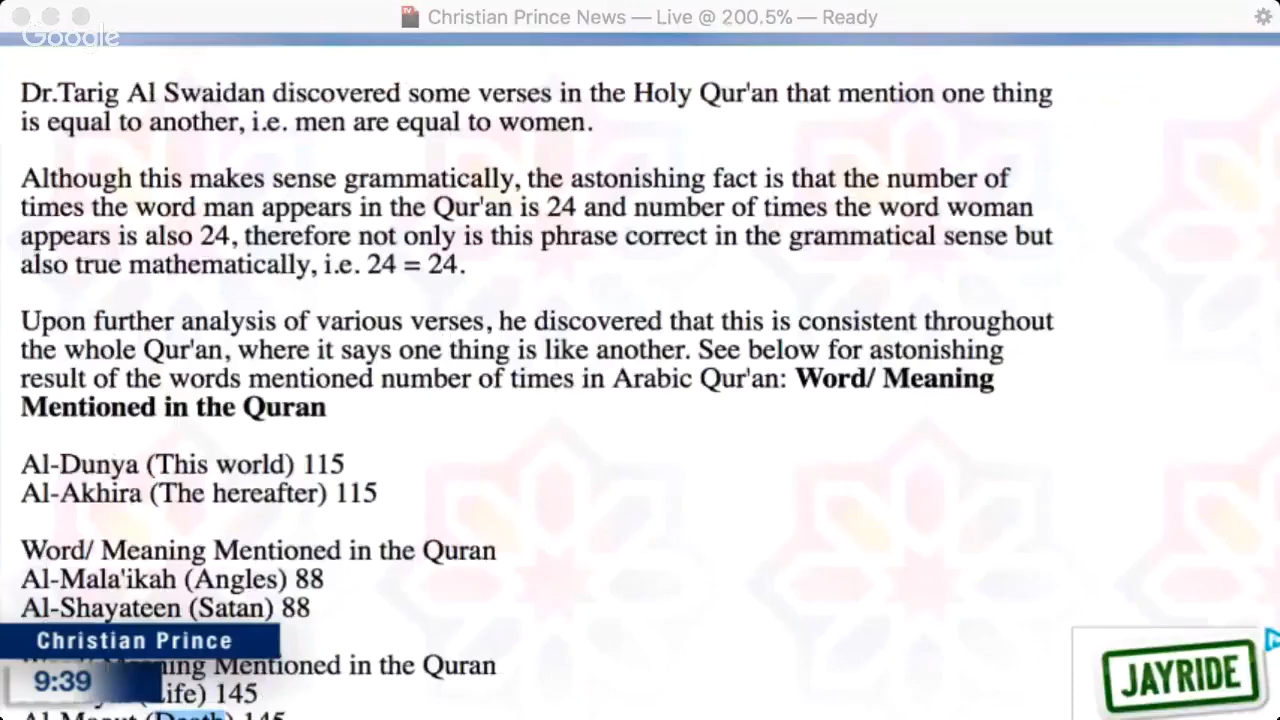 Christian Prince News — Live @ 200.5% — Ready
Google
Dr.Tarig Al Swaidan discovered some verses in the Holy Qur'an that mention one thing
is equal to another, i.e. men are equal to women.
Although this makes sense grammatically, the astonishing fact is that the number of
times the word man appears in the Qur'an is 24 and number of times the word woman
appears is also 24, therefore not only is this phrase correct in the grammatical sense but
also true mathematically, i.e. 24 = 24.
Upon further analysis of various verses, he discovered that this is consistent throughout
the whole Qur'an, where it says one thing is like another. See below for astonishing
result of the words mentioned number of times in Arabic Qur'an: Word/ Meaning
Mentioned in the Quran
Al-Dunya (This world) 115
Al-Akhira (The hereafter) 115
Word/ Meaning Mentioned in the Quran
Al-Mala'ikah (Angles) 88
Al-Shayateen (Satan) 88
Christian Prince
Mentioned in the Quran
9:39
145
JAYRIDE